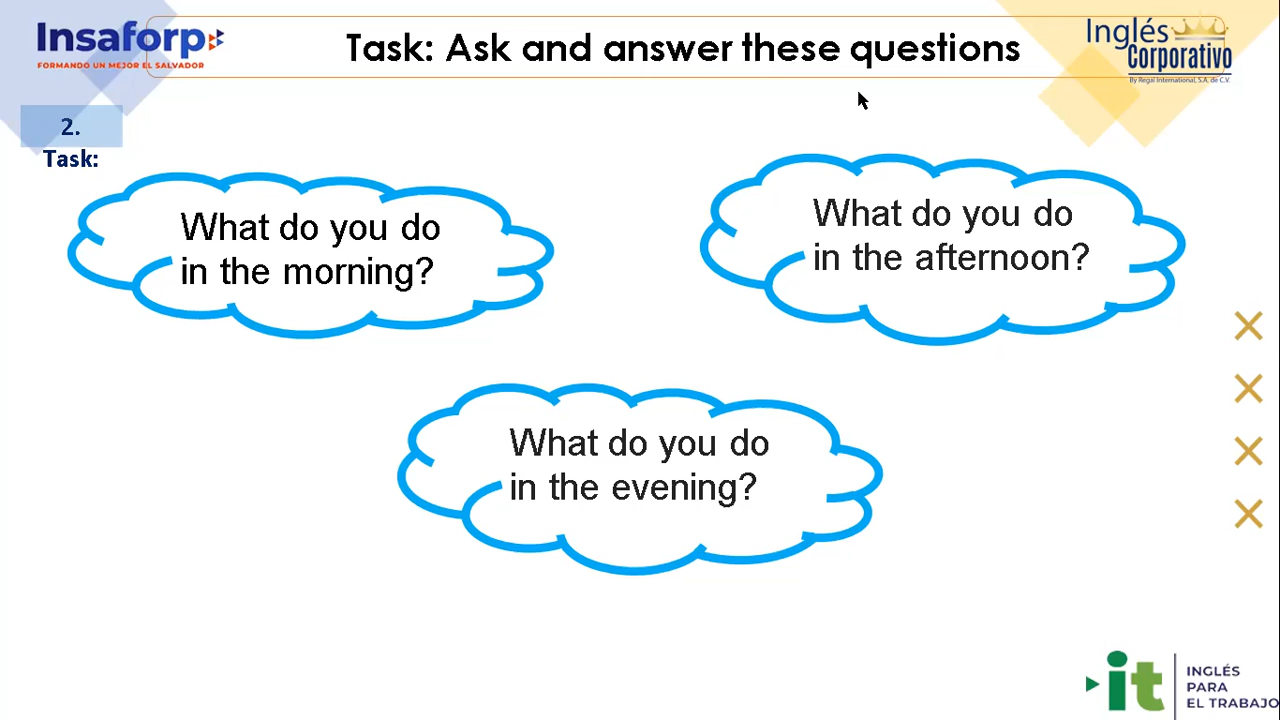 Insaforp
FORMANDO UN MEJOR EL SALVADOR
Task: Ask and answer these questions
Inglés
Corporativo
By Regal International, S.A. de C.V.
2.
Task:
What do you do
in the morning?
What do you do
in the afternoon?
What do you do
in the evening?
it
INGLÉS
PARA
EL TRABAJO